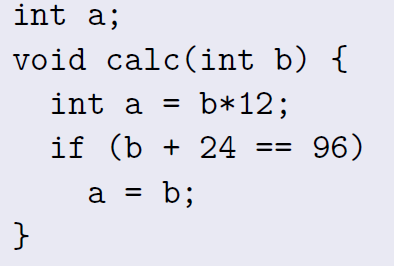 int a;
void calc(int b) {
  int a = b*12;
  if (b + 24 == 96)
    a = b;
}